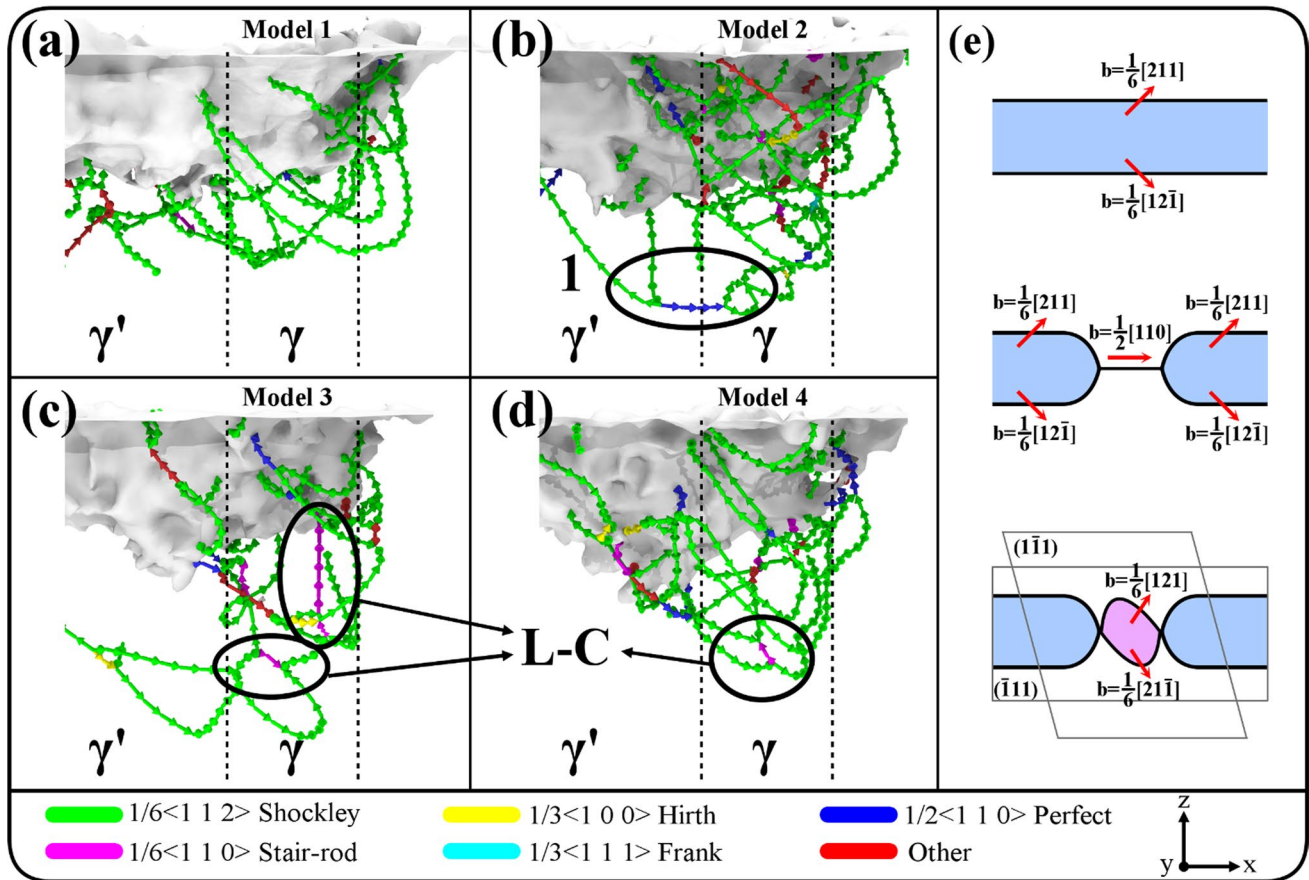 (a)
Model 1
γ'
γ
(b)
Model 2
1
γ'
γ
(c)
Model 3
γ'
γ
(d)
Model 4
γ'
γ
L-C
(e)
b=1/6[211]
b=1/6[121̄]
b=1/6[211]
b=1/2[110]
b=1/6[211]
b=1/6[121̄]
b=1/6[121̄]
(11̄1)
b=1/6[121]
(1̄11)
b=1/6[211̄]
1/6<1 1 2> Shockley
1/3<1 0 0> Hirth
1/2<1 1 0> Perfect
1/6<1 1 0> Stair-rod
1/3<1 1 1> Frank
Other
z
y
x